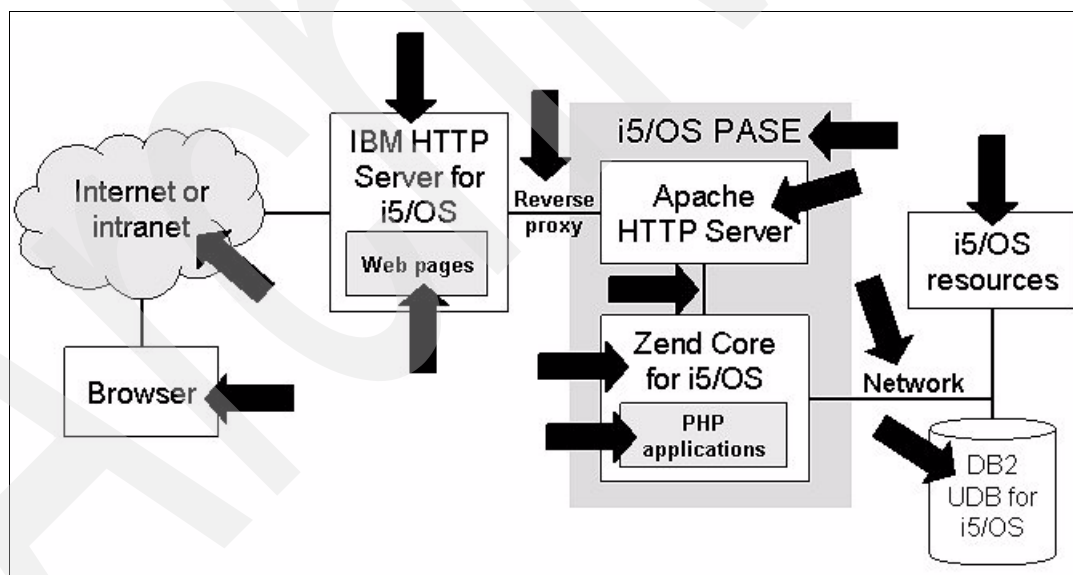 Internet or
intranet
Browser
IBM HTTP
Server for
i5/OS
Web pages
Reverse
proxy
i5/OS PASE
Apache
HTTP Server
Zend Core
for i5/OS
PHP
applications
Network
i5/OS
resources
DB2
UDB for
i5/OS